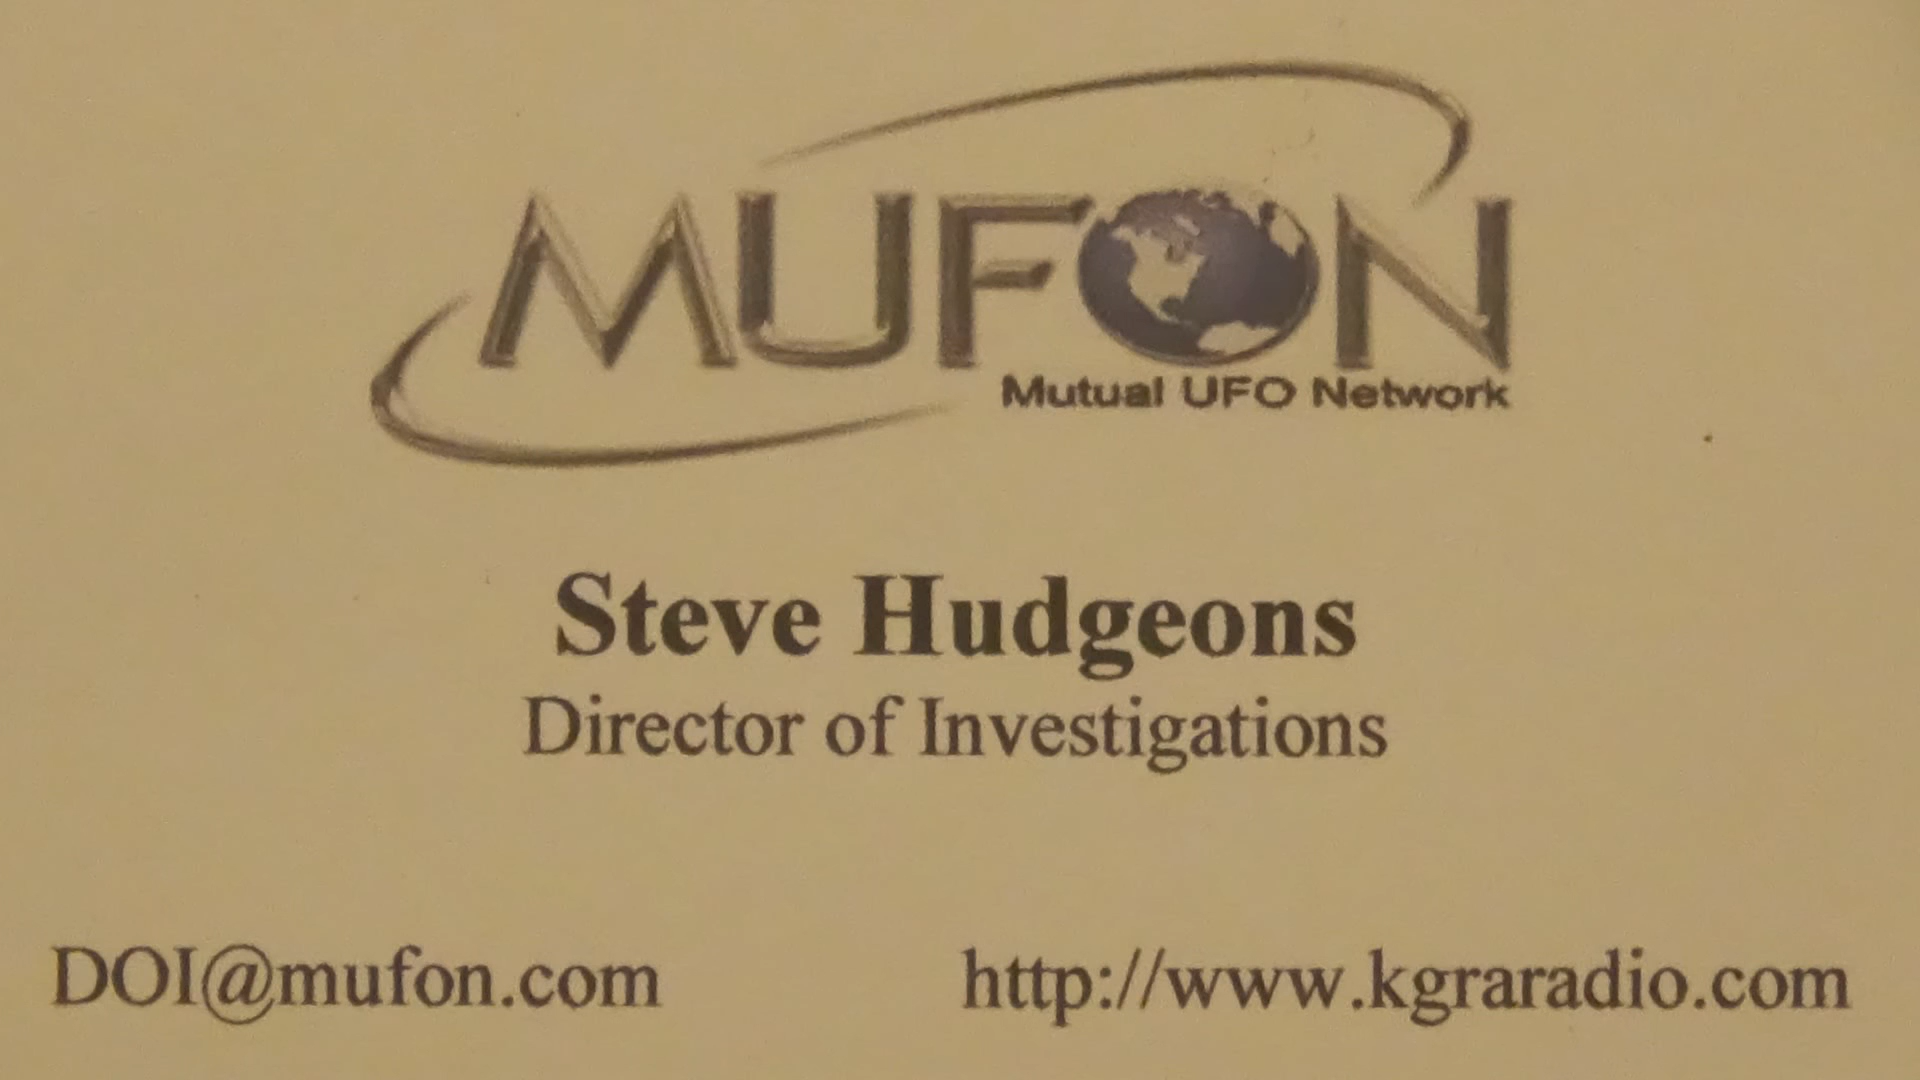 MUFON
Mutual UFO Network
Steve Hudgeons
Director of Investigations
DOI@mufon.com http://www.kgraradio.com